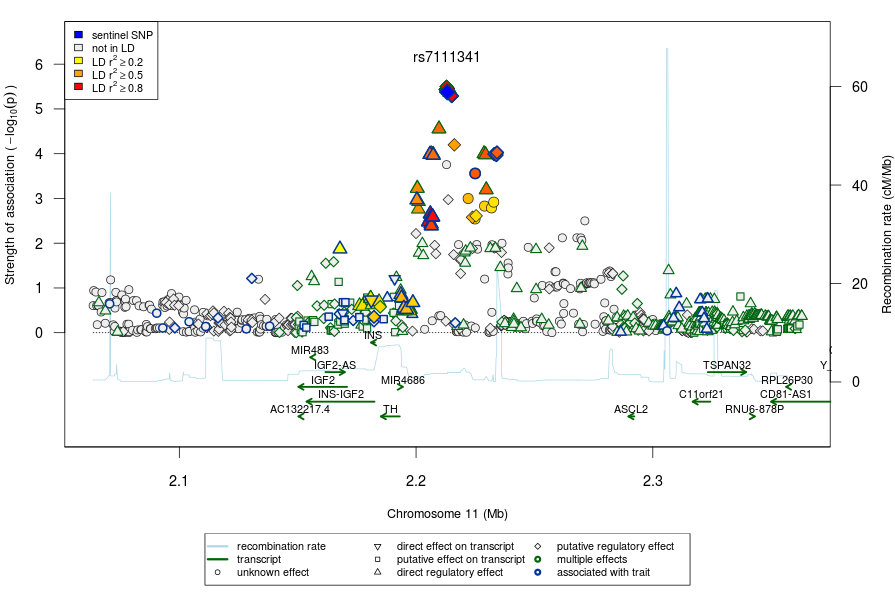 sentinel SNP
not in LD
LD r² ≥ 0.2
LD r² ≥ 0.5
LD r² ≥ 0.8
rs7111341
Strength of association (−log₁₀(p))
6
5
4
3
2
1
0
Recombination rate (cM/Mb)
60
40
20
0
INS
MIR483
IGF2-AS
TSPAN32
Y_
IGF2
MIR4686
RPL26P30
INS-IGF2
C11orf21
CD81-AS1
AC132217.4
TH
ASCL2
RNU6-878P
2.1
2.2
2.3
Chromosome 11 (Mb)
recombination rate
direct effect on transcript
putative regulatory effect
transcript
putative effect on transcript
multiple effects
unknown effect
direct regulatory effect
associated with trait